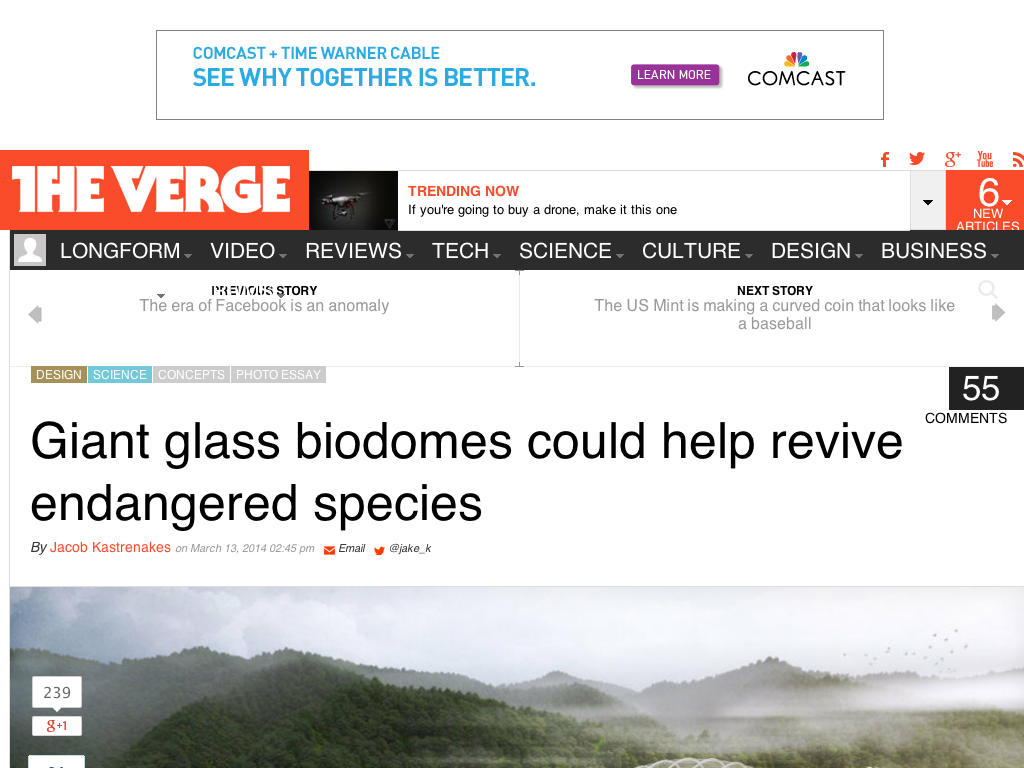 COMCAST + TIME WARNER CABLE
SEE WHY TOGETHER IS BETTER.
LEARN MORE
COMCAST
THE VERGE
g+
You
Tube
TRENDING NOW
If you're going to buy a drone, make it this one
6
NEW
ARTICLES
LONGFORM VIDEO REVIEWS TECH SCIENCE CULTURE DESIGN BUSINESS
PREVIOUS STORY
The era of Facebook is an anomaly
NEXT STORY
The US Mint is making a curved coin that looks like
a baseball
DESIGN SCIENCE CONCEPTS PHOTO ESSAY
55
COMMENTS
Giant glass biodomes could help revive
endangered species
By Jacob Kastrenakes on March 13, 2014 02:45 pm Email @jake_k
239
g+1